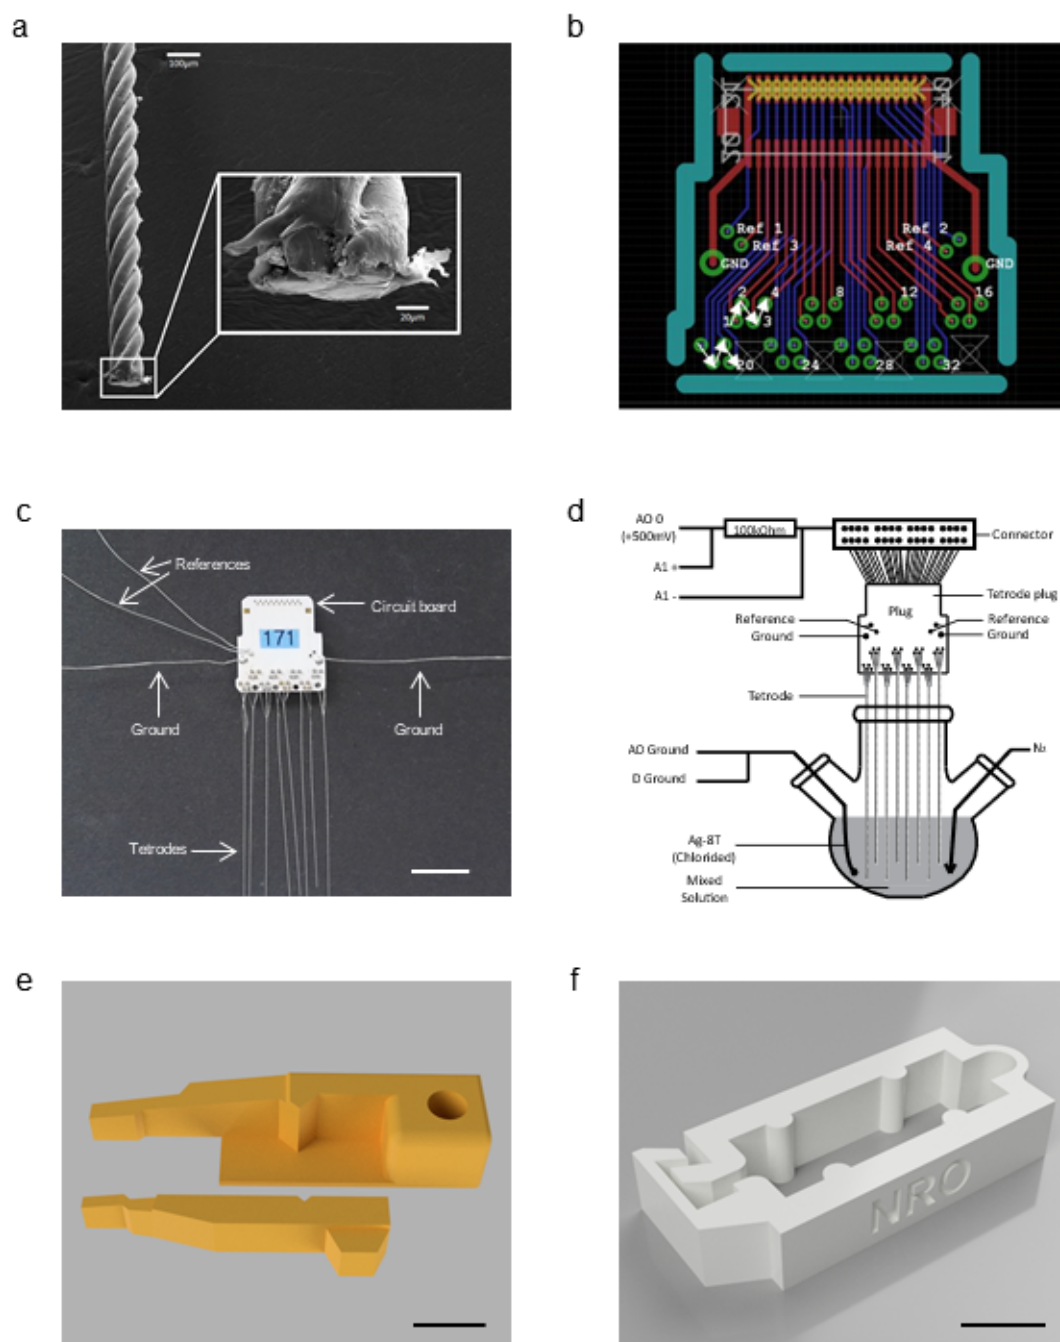 a
100µm
20µm
b
30 31
Ref 1
Ref 2
Ref 3
Ref 4
GND
GND
2
4
8
12
16
1
3
20
24
28
32
c
References
Circuit board
171
Ground
Ground
Tetrodes
d
AO 0
(+500mV)
100kOhm
Connector
A1 +
A1 -
Tetrode plug
Plug
Reference
Reference
Ground
Ground
Tetrode
AO Ground
N₂
D Ground
Ag-8T
(Chlorided)
Mixed
Solution
e
f
NRO